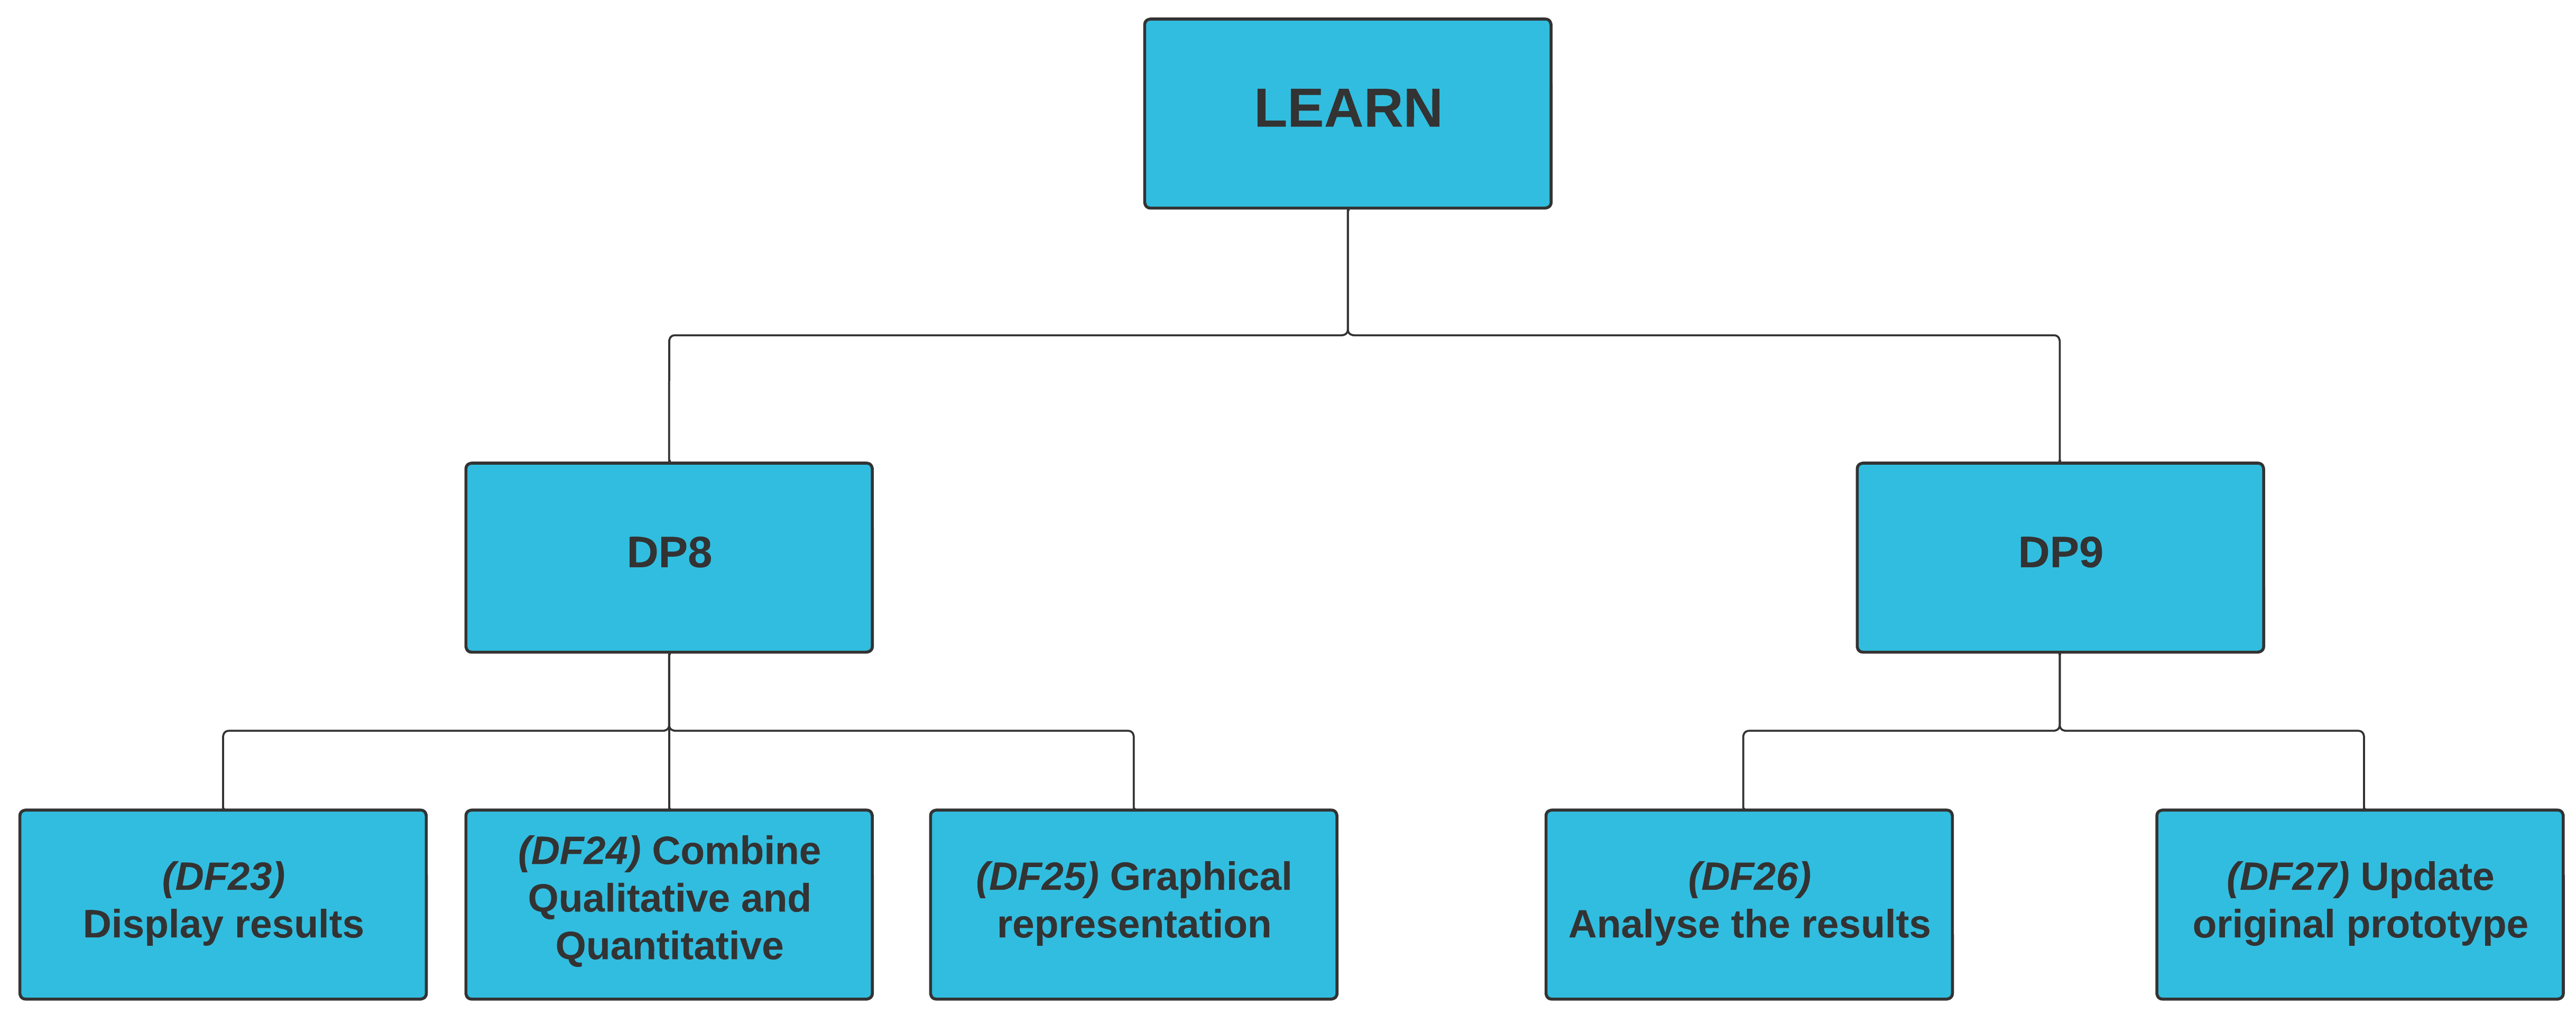 LEARN
DP8
DP9
(DF23)
Display results
(DF24) Combine
Qualitative and
Quantitative
(DF25) Graphical
representation
(DF26)
Analyse the results
(DF27) Update
original prototype